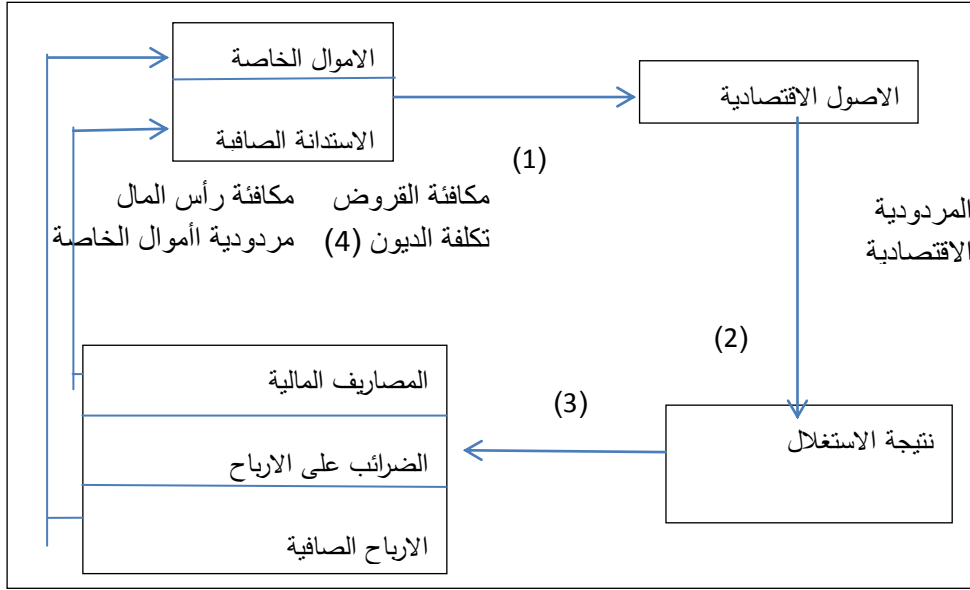 الاموال الخاصة
الاستدانة الصافية
الاصول الاقتصادية
(1)
مكافئة القروض
تكلفة الديون (4)
مكافئة رأس المال
مردودية اأموال الخاصة
المردودية
الاقتصادية
(2)
(3)
نتيجة الاستغلال
المصاريف المالية
الضرائب على الارباح
الارباح الصافية